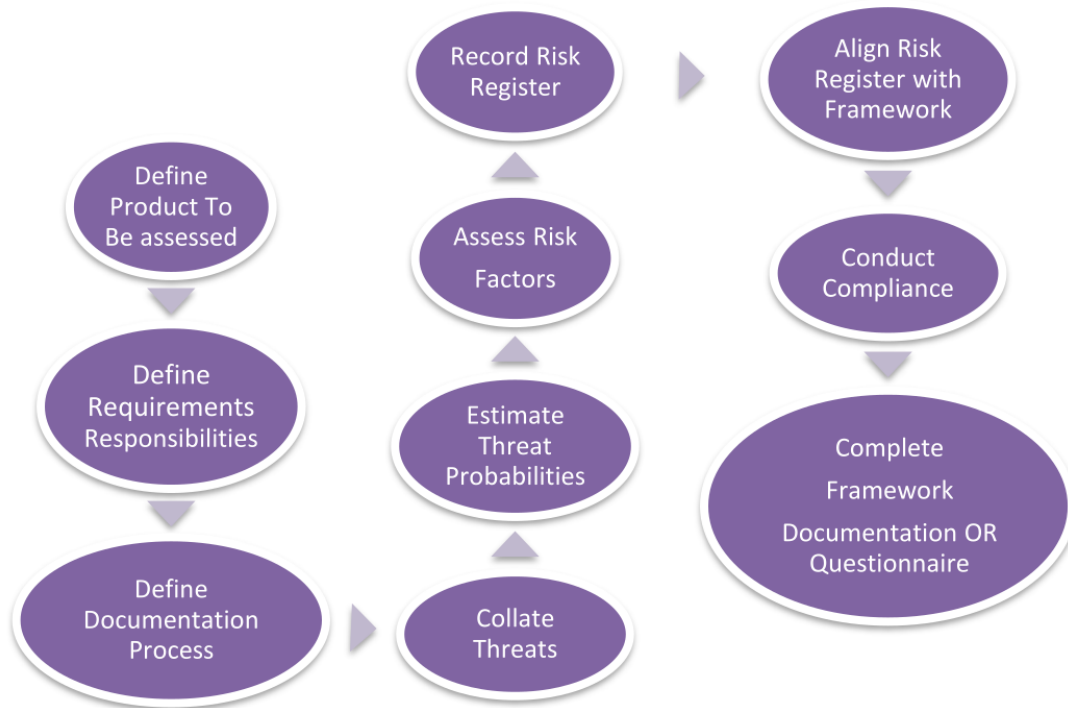 Define
Product To
Be assessed
Define
Requirements
Responsibilities
Define
Documentation
Process
Collate
Threats
Estimate
Threat
Probabilities
Assess Risk
Factors
Record Risk
Register
Align Risk
Register with
Framework
Conduct
Compliance
Complete
Framework
Documentation OR
Questionnaire